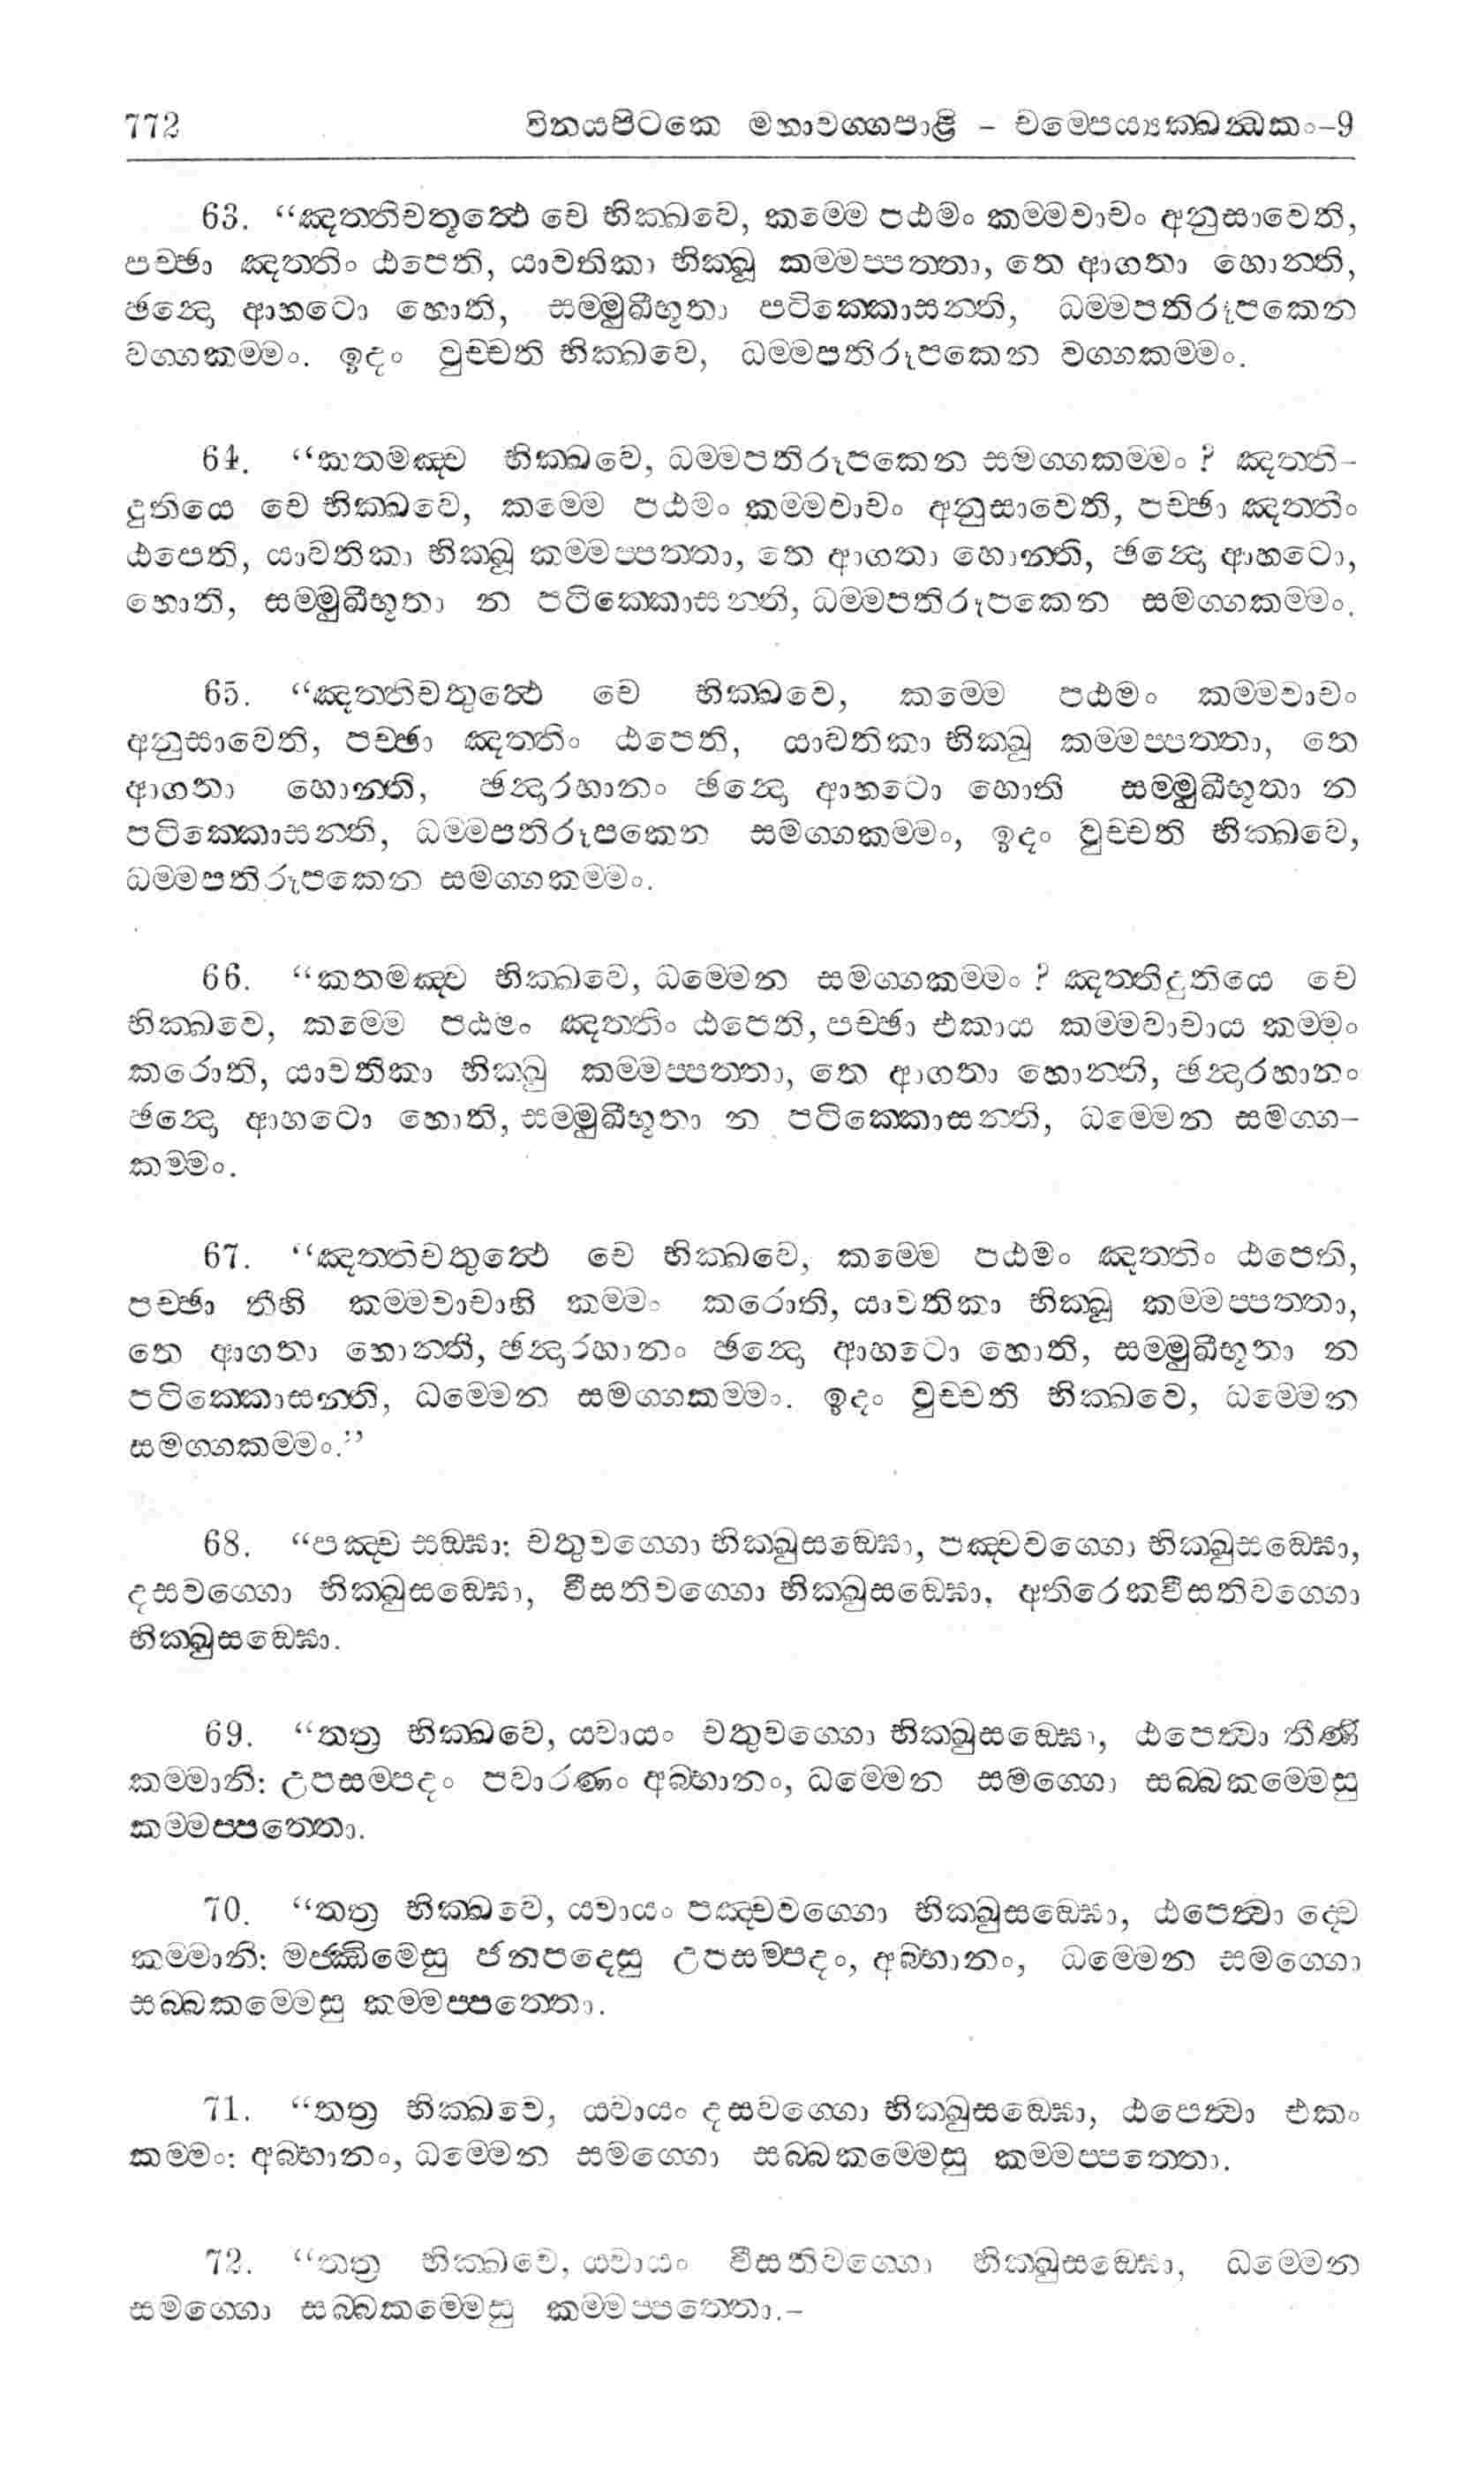 772 විනයපිටකෙ මහාවග්ගපාළි – චම්පෙය්‍යක්ඛන්ධකං–9
63. “ඤත්තිචතුත්ථෙ චෙ භික්ඛවෙ, කම්මෙ පඨමං කම්මවාචං අනුසාවෙති,
පච්ඡා ඤත්තිං ඨපෙති, යාවතිකා භික්ඛූ කම්මප්පත්තා, තෙ ආගතා හොන්ති,
ඡන්දො ආහටො හොති, සම්මුඛීභූතා පටික්කොසන්ති, ධම්මපතිරූපකෙන
වග්ගකම්මං. ඉදං වුච්චති භික්ඛවෙ, ධම්මපතිරූපකෙන වග්ගකම්මං.
64. “කතමඤ්ච භික්ඛවෙ, ධම්මපතිරූපකෙන සමග්ගකම්මං ? ඤත්ති–
දුතියෙ චෙ භික්ඛවෙ, කම්මෙ පඨමං කම්මවාචං අනුසාවෙති, පච්ඡා ඤත්තිං
ඨපෙති, යාවතිකා භික්ඛූ කම්මප්පත්තා, තෙ ආගතා හොන්ති, ඡන්දො ආහටො,
හොති, සම්මුඛීභූතා න පටික්කොසන්ති, ධම්මපතිරූපකෙන සමග්ගකම්මං.
65. “ඤත්තිචතුත්ථෙ චෙ භික්ඛවෙ, කම්මෙ පඨමං කම්මවාචං
අනුසාවෙති, පච්ඡා ඤත්තිං ඨපෙති, යාවතිකා භික්ඛූ කම්මප්පත්තා, තෙ
ආගතා හොන්ති, ඡන්දාරහානං ඡන්දො ආහටො හොති සම්මුඛීභූතා න
පටික්කොසන්ති, ධම්මපතිරූපකෙන සමග්ගකම්මං, ඉදං වුච්චති භික්ඛවෙ,
ධම්මපතිරූපකෙන සමග්ගකම්මං.
66. “කතමඤ්ච භික්ඛවෙ, ධම්මෙන සමග්ගකම්මං ? ඤත්තිදුතියෙ චෙ
භික්ඛවෙ, කම්මෙ පඨමං ඤත්තිං ඨපෙති, පච්ඡා එකාය කම්මවාචාය කම්මං
කරොති, යාවතිකා භික්ඛු කම්මප්පත්තා, තෙ ආගතා හොන්ති, ඡන්දාරහානං
ඡන්දො ආහටො හොති, සම්මුඛීභූතා න පටික්කොසන්ති, ධම්මෙන සමග්ග–
කම්මං.
67. “ඤත්තිචතුත්ථෙ චෙ භික්ඛවෙ, කම්මෙ පඨමං ඤත්තිං ඨපෙති,
පච්ඡා තීහි කම්මවාචාහි කම්මං කරොති, යාවතිකා භික්ඛූ කම්මප්පත්තා,
තෙ ආගතා හොන්ති, ඡන්දාරහානං ඡන්දො ආහටො හොති, සම්මුඛීභූතා න
පටික්කොසන්ති, ධම්මෙන සමග්ගකම්මං. ඉදං වුච්චති භික්ඛවෙ, ධම්මෙන
සමග්ගකම්මං.”
68. “පඤ්ච සඞ්ඝා: චතුවග්ගො භික්ඛුසඞ්ඝො, පඤ්චවග්ගො භික්ඛුසඞ්ඝො,
දසවග්ගො භික්ඛුසඞ්ඝො, වීසතිවග්ගො භික්ඛුසඞ්ඝො, අතිරෙකවීසතිවග්ගො
භික්ඛුසඞ්ඝො.
69. “තත්‍ර භික්ඛවෙ, ය්වායං චතුවග්ගො භික්ඛුසඞ්ඝො, ඨපෙත්වා තීණි
කම්මානි: උපසම්පදං පවාරණං අබ්භානං, ධම්මෙන සමග්ගො සබ්බකම්මෙසු
කම්මප්පත්තො.
70. “තත්‍ර භික්ඛවෙ, ය්වායං පඤ්චවග්ගො භික්ඛුසඞ්ඝො, ඨපෙත්වා ද්වෙ
කම්මානි: මජ්ඣිමෙසු ජනපදෙසු උපසම්පදං, අබ්භානං, ධම්මෙන සමග්ගො
සබ්බකම්මෙසු කම්මප්පත්තො.
71. “තත්‍ර භික්ඛවෙ, ය්වායං දසවග්ගො භික්ඛුසඞ්ඝො, ඨපෙත්වා එකං
කම්මං: අබ්භානං, ධම්මෙන සමග්ගො සබ්බකම්මෙසු කම්මප්පත්තො.
72. “තත්‍ර භික්ඛවෙ, ය්වායං වීසතිවග්ගො භික්ඛුසඞ්ඝො, ධම්මෙන
සමග්ගො සබ්බකම්මෙසු කම්මප්පත්තො.–